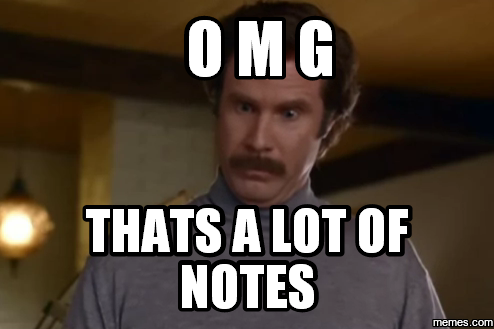 O M G
THATS A LOT OF
NOTES
memes.com